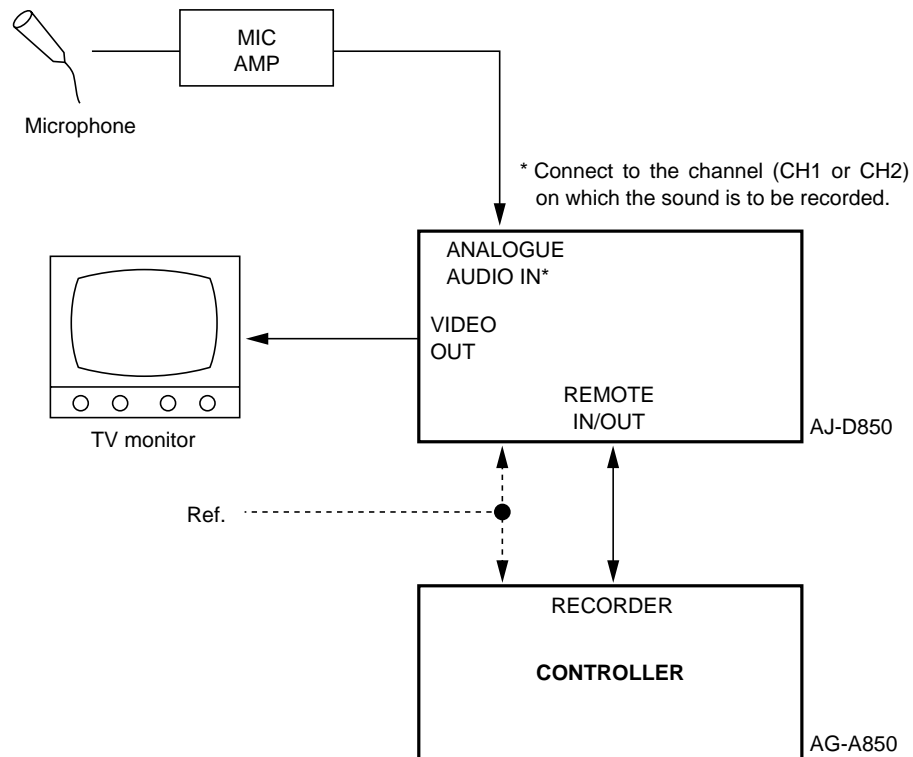 MIC
AMP
Microphone
* Connect to the channel (CH1 or CH2)
on which the sound is to be recorded.
ANALOGUE
AUDIO IN*
VIDEO
OUT
REMOTE
IN/OUT
AJ-D850
TV monitor
Ref.
RECORDER
CONTROLLER
AG-A850